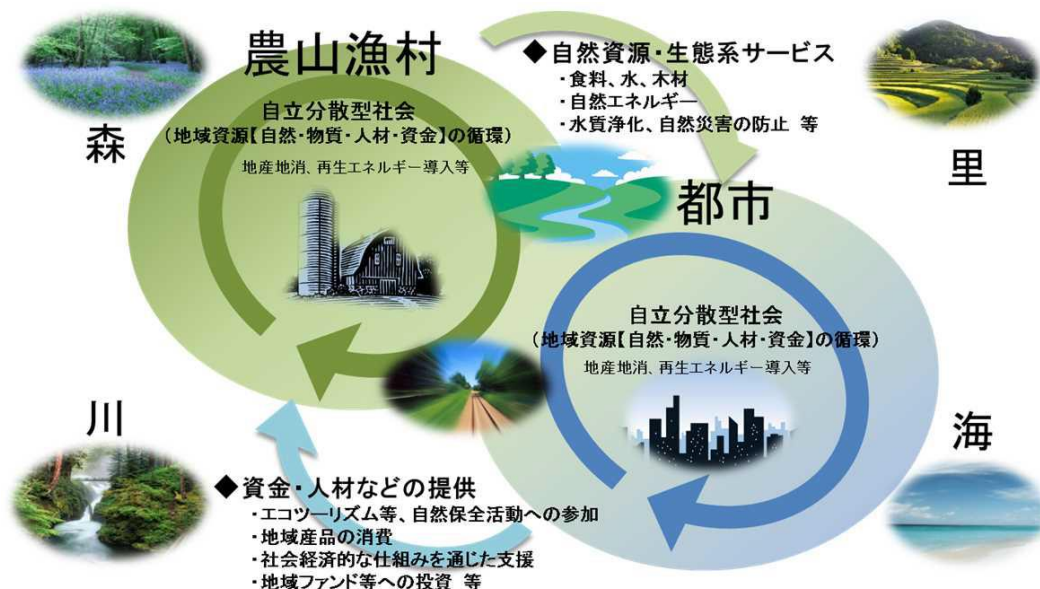 農山漁村
◆自然資源・生態系サービス
・食料、水、木材
・自然エネルギー
・水質浄化、自然災害の防止 等
森
里
自立分散型社会
(地域資源【自然・物質・人材・資金】の循環)
地産地消、再生エネルギー導入等
都市
自立分散型社会
(地域資源【自然・物質・人材・資金】の循環)
地産地消、再生エネルギー導入等
川
海
◆資金・人材などの提供
・エコツーリズム等、自然保全活動への参加
・地域産品の消費
・社会経済的な仕組みを通じた支援
・地域ファンド等への投資 等